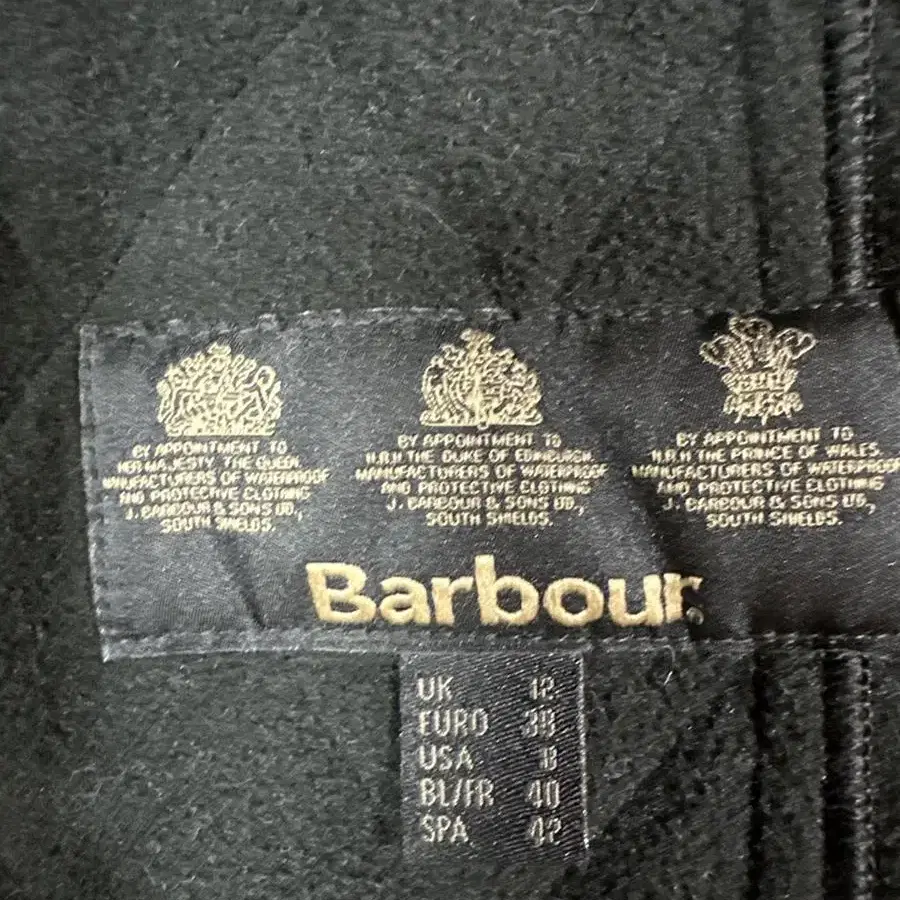 BY APPOINTMENT TO
HER MAJESTY THE QUEEN
MANUFACTURERS OF WATERPROOF
AND PROTECTIVE CLOTHING
J. BARBOUR & SONS LTD.,
SOUTH SHIELDS.
BY APPOINTMENT TO
H.R.H THE DUKE OF EDINBURGH
MANUFACTURERS OF WATERPROOF
AND PROTECTIVE CLOTHING
J. BARBOUR & SONS LTD.,
SOUTH SHIELDS.
BY APPOINTMENT TO
H.R.H THE PRINCE OF WALES
MANUFACTURERS OF WATERPROOF
AND PROTECTIVE CLOTHING
J. BARBOUR & SONS LTD.,
SOUTH SHIELDS.
Barbour
UK 12
EURO 38
USA 8
BL/FR 40
SPA 42